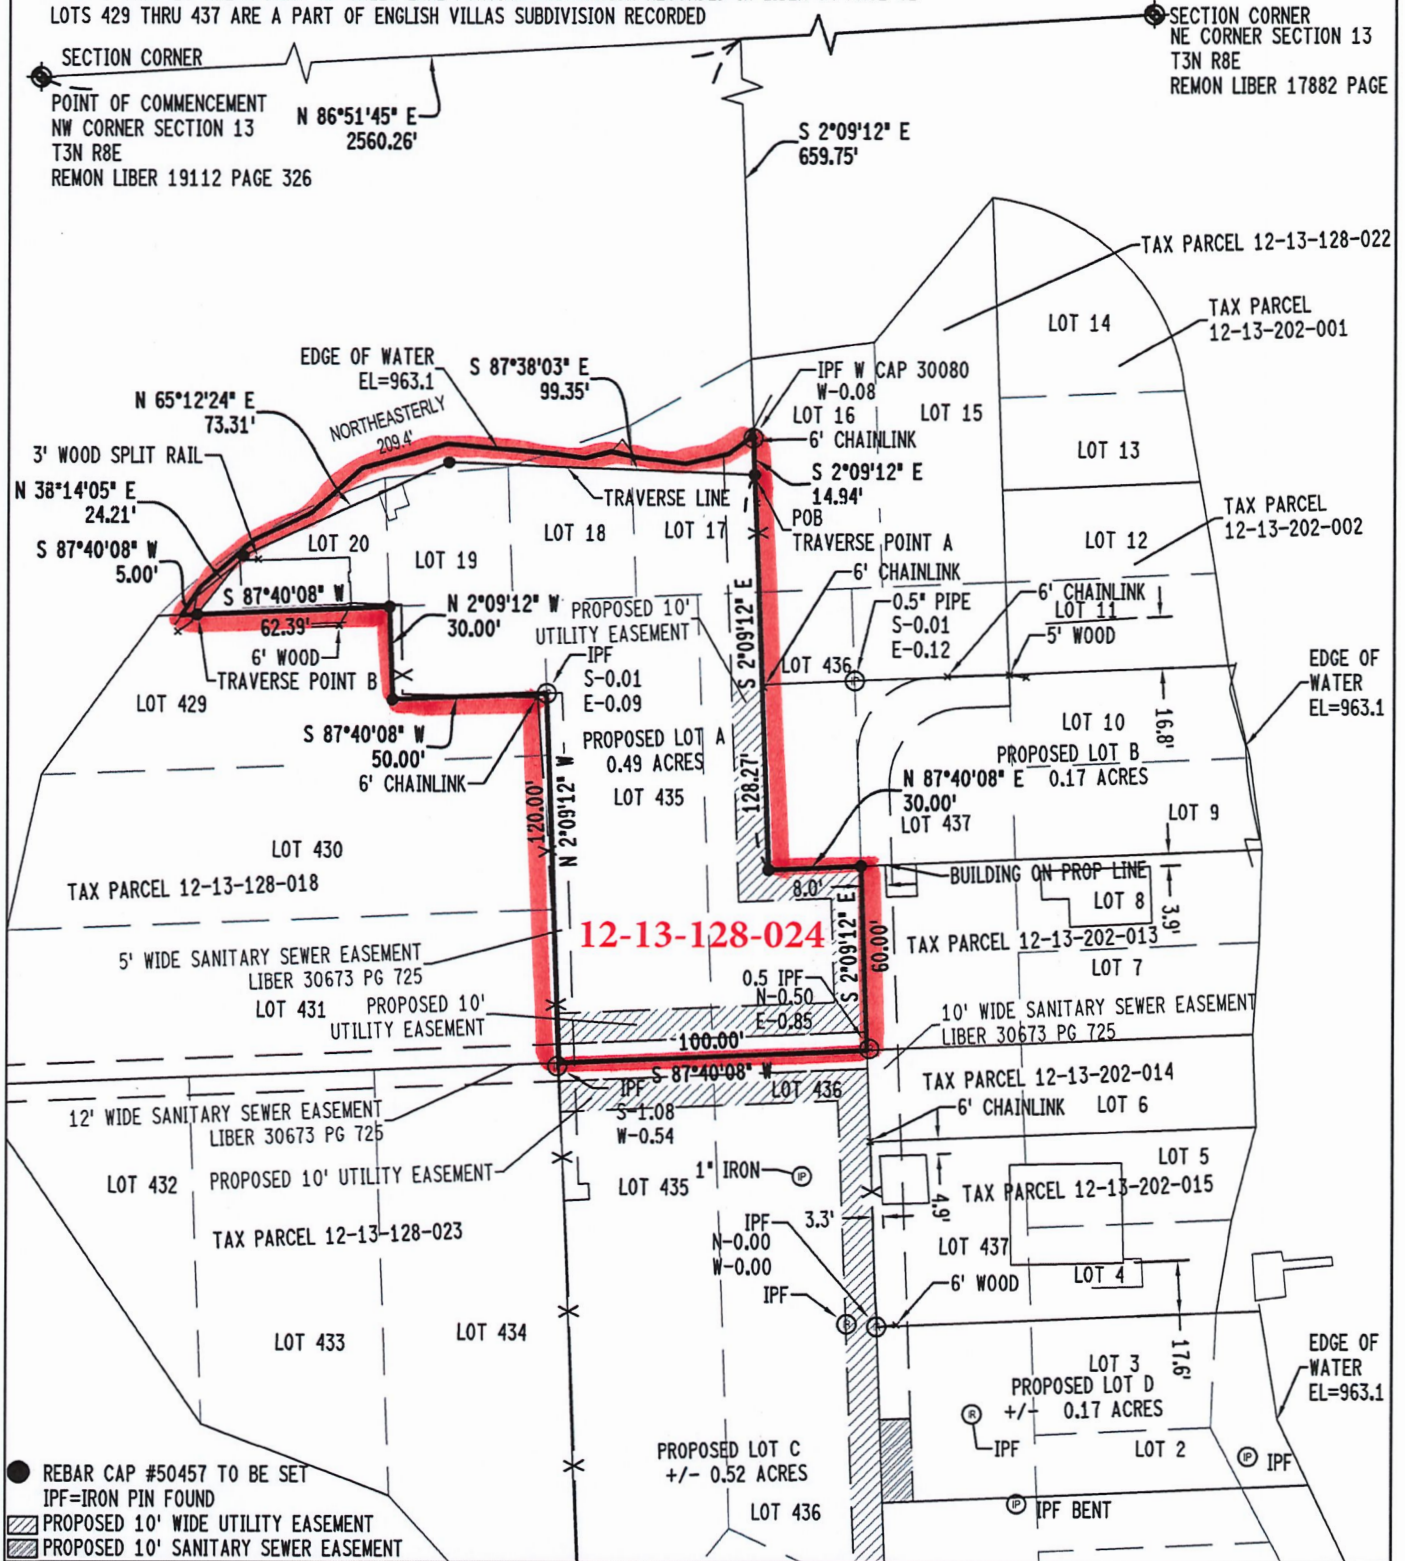 LOTS 429 THRU 437 ARE A PART OF ENGLISH VILLAS SUBDIVISION RECORDED
SECTION CORNER
SECTION CORNER
NE CORNER SECTION 13
T3N R8E
REMON LIBER 17882 PAGE
POINT OF COMMENCEMENT
NW CORNER SECTION 13
T3N R8E
REMON LIBER 19112 PAGE 326
N 86°51'45" E
2560.26'
S 2°09'12" E
659.75'
TAX PARCEL 12-13-128-022
TAX PARCEL
12-13-202-001
LOT 14
EDGE OF WATER
EL=963.1
S 87°38'03" E
99.35'
IPF W CAP 30080
W-0.08
LOT 16
LOT 15
6' CHAINLINK
N 65°12'24" E
73.31'
NORTHEASTERLY
209.4'
3' WOOD SPLIT RAIL
N 38°14'05" E
24.21'
S 87°40'08" W
5.00'
LOT 13
S 2°09'12" E
14.94'
TRAVERSE LINE
POB
TRAVERSE POINT A
TAX PARCEL
12-13-202-002
LOT 12
LOT 20
LOT 19
LOT 18
LOT 17
6' CHAINLINK
S 87°40'08" W
62.39'
6' WOOD
TRAVERSE POINT B
N 2°09'12" W
30.00'
PROPOSED 10'
UTILITY EASEMENT
S 2°09'12" E
128.27'
0.5" PIPE
S-0.01
E-0.12
6' CHAINLINK
LOT 11
5' WOOD
LOT 436
EDGE OF
WATER
EL=963.1
IPF
S-0.01
E-0.09
LOT 429
S 87°40'08" W
50.00'
6' CHAINLINK
PROPOSED LOT A
0.49 ACRES
LOT 435
LOT 10
16.8'
PROPOSED LOT B
0.17 ACRES
N 87°40'08" E
30.00'
LOT 437
LOT 9
120.00'
N 2°09'12" W
LOT 430
TAX PARCEL 12-13-128-018
BUILDING ON PROP LINE
8.0'
LOT 8
3.9'
12-13-128-024
S 2°09'12" E
60.00'
TAX PARCEL 12-13-202-013
LOT 7
5' WIDE SANITARY SEWER EASEMENT
LIBER 30673 PG 725
LOT 431
PROPOSED 10'
UTILITY EASEMENT
0.5 IPF
N-0.50
E-0.85
10' WIDE SANITARY SEWER EASEMENT
LIBER 30673 PG 725
100.00'
S 87°40'08" W
TAX PARCEL 12-13-202-014
6' CHAINLINK
LOT 6
12' WIDE SANITARY SEWER EASEMENT
LIBER 30673 PG 725
IPF
S-1.08
W-0.54
LOT 436
LOT 432
PROPOSED 10' UTILITY EASEMENT
LOT 435
1" IRON
IP
LOT 5
TAX PARCEL 12-13-202-015
4.9'
3.3'
TAX PARCEL 12-13-128-023
IPF
N-0.00
W-0.00
LOT 437
LOT 4
IPF
IR
6' WOOD
LOT 433
LOT 434
17.6'
EDGE OF
WATER
EL=963.1
LOT 3
PROPOSED LOT D
+/- 0.17 ACRES
IR
IPF
LOT 2
IP
IPF
PROPOSED LOT C
+/- 0.52 ACRES
LOT 436
IP
IPF BENT
REBAR CAP #50457 TO BE SET
IPF=IRON PIN FOUND
PROPOSED 10' WIDE UTILITY EASEMENT
PROPOSED 10' SANITARY SEWER EASEMENT